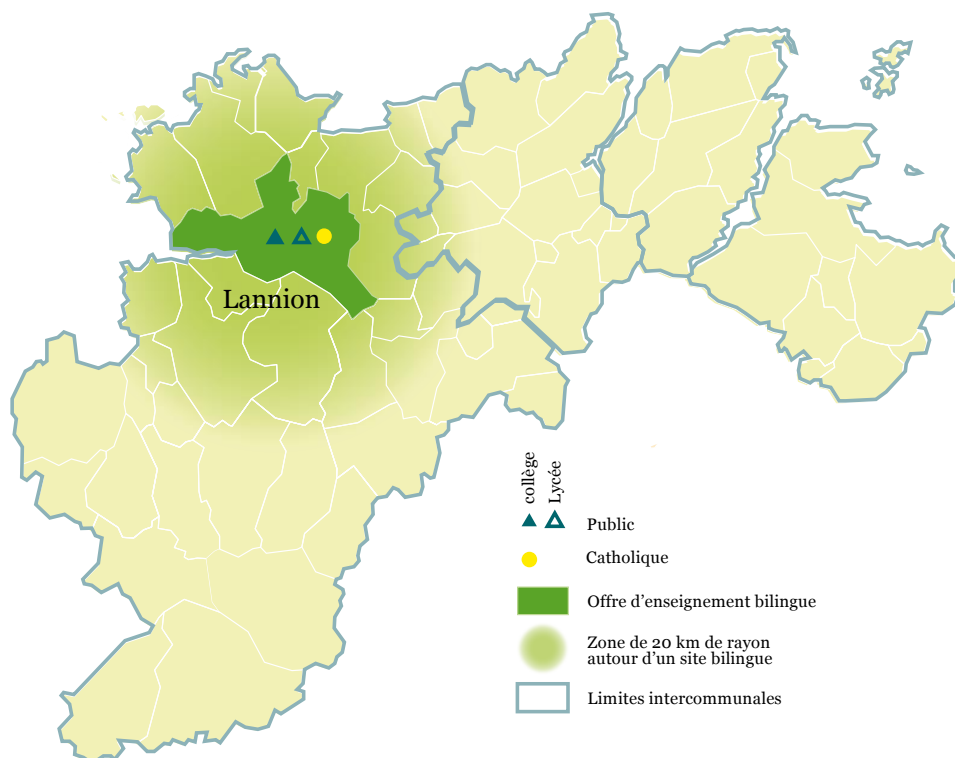 Lannion
collège
Lycée
Public
Catholique
Offre d'enseignement bilingue
Zone de 20 km de rayon
autour d'un site bilingue
Limites intercommunales